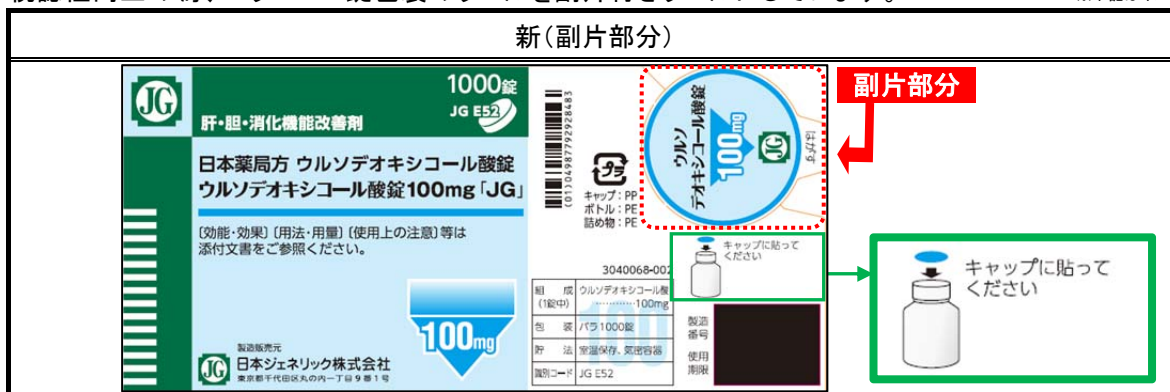 新(副片部分)
JG
1000錠
JG E52
肝・胆・消化機能改善剤
日本薬局方 ウルソデオキシコール酸錠
ウルソデオキシコール酸錠100mg「JG」
〔効能・効果〕〔用法・用量〕〔使用上の注意〕等は
添付文書をご参照ください。
100mg
製造販売元
JG 日本ジェネリック株式会社
東京都千代田区丸の内一丁目9番1号
(01)04987792928483
プラ
キャップ：PP
ボトル：PE
詰め物：PE
ウルソ
デオキシコール酸錠
100mg
JG
はがす
副片部分
キャップに貼って
ください
3040068-002
組 成 ウルソデオキシコール酸
(1錠中) ············100mg
包 装 バラ1000錠
貯 法 室温保存、気密容器
識別コード JG E52
100
製造
番号
使用
期限
キャップに貼って
ください